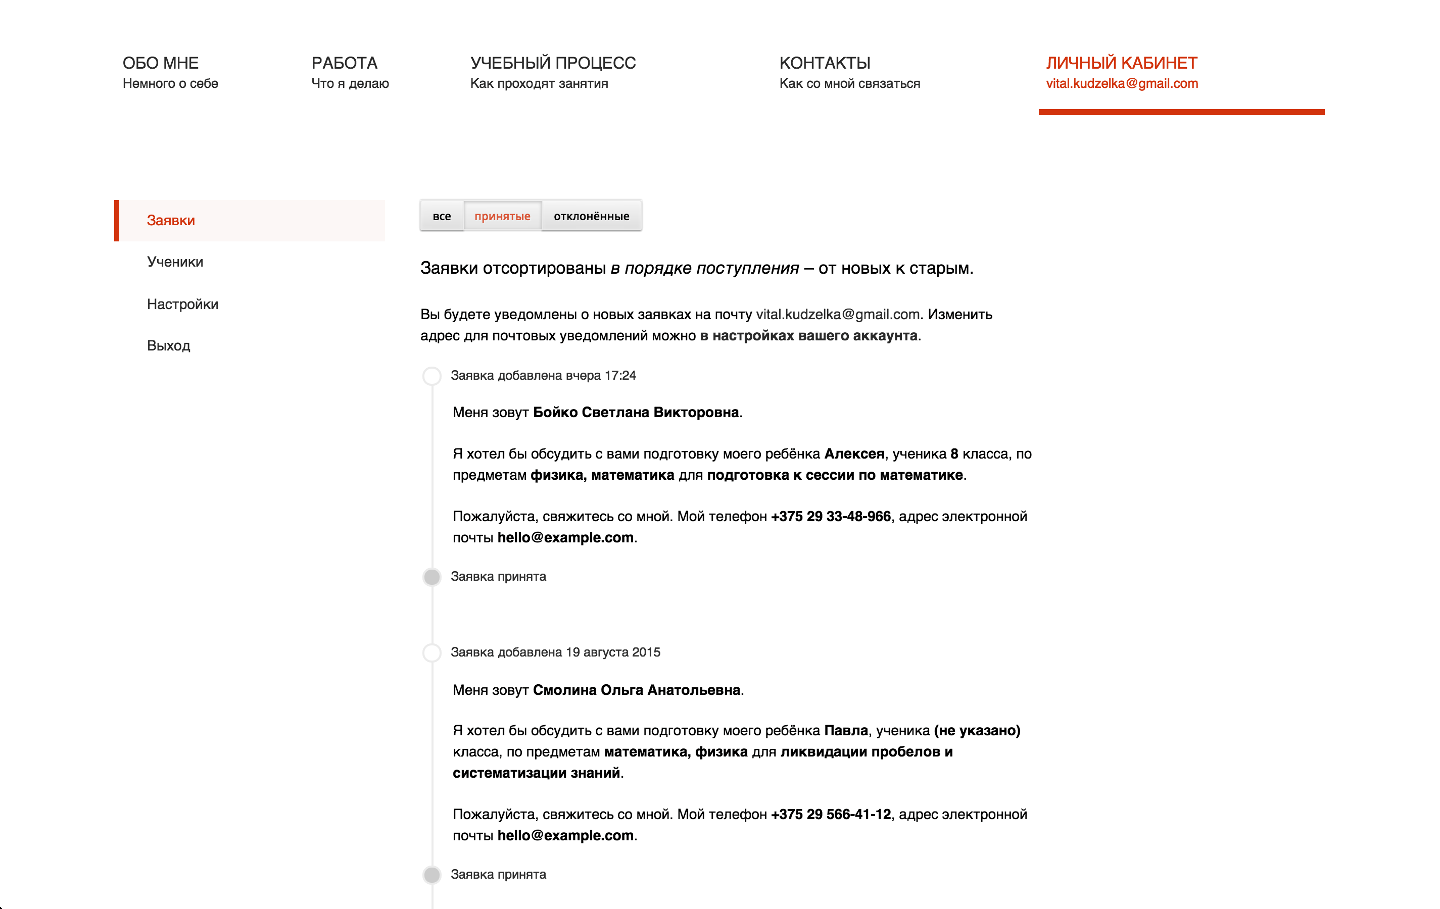 ОБО МНЕ
Немного о себе
РАБОТА
Что я делаю
УЧЕБНЫЙ ПРОЦЕСС
Как проходят занятия
КОНТАКТЫ
Как со мной связаться
ЛИЧНЫЙ КАБИНЕТ
vital.kudzelka@gmail.com
Заявки
Ученики
Настройки
Выход
все принятые отклонённые
Заявки отсортированы в порядке поступления – от новых к старым.
Вы будете уведомлены о новых заявках на почту vital.kudzelka@gmail.com. Изменить
адрес для почтовых уведомлений можно в настройках вашего аккаунта.
Заявка добавлена вчера 17:24
Меня зовут Бойко Светлана Викторовна.
Я хотел бы обсудить с вами подготовку моего ребёнка Алексея, ученика 8 класса, по
предметам физика, математика для подготовка к сессии по математике.
Пожалуйста, свяжитесь со мной. Мой телефон +375 29 33-48-966, адрес электронной
почты hello@example.com.
Заявка принята
Заявка добавлена 19 августа 2015
Меня зовут Смолина Ольга Анатольевна.
Я хотел бы обсудить с вами подготовку моего ребёнка Павла, ученика (не указано)
класса, по предметам математика, физика для ликвидации пробелов и
систематизации знаний.
Пожалуйста, свяжитесь со мной. Мой телефон +375 29 566-41-12, адрес электронной
почты hello@example.com.
Заявка принята